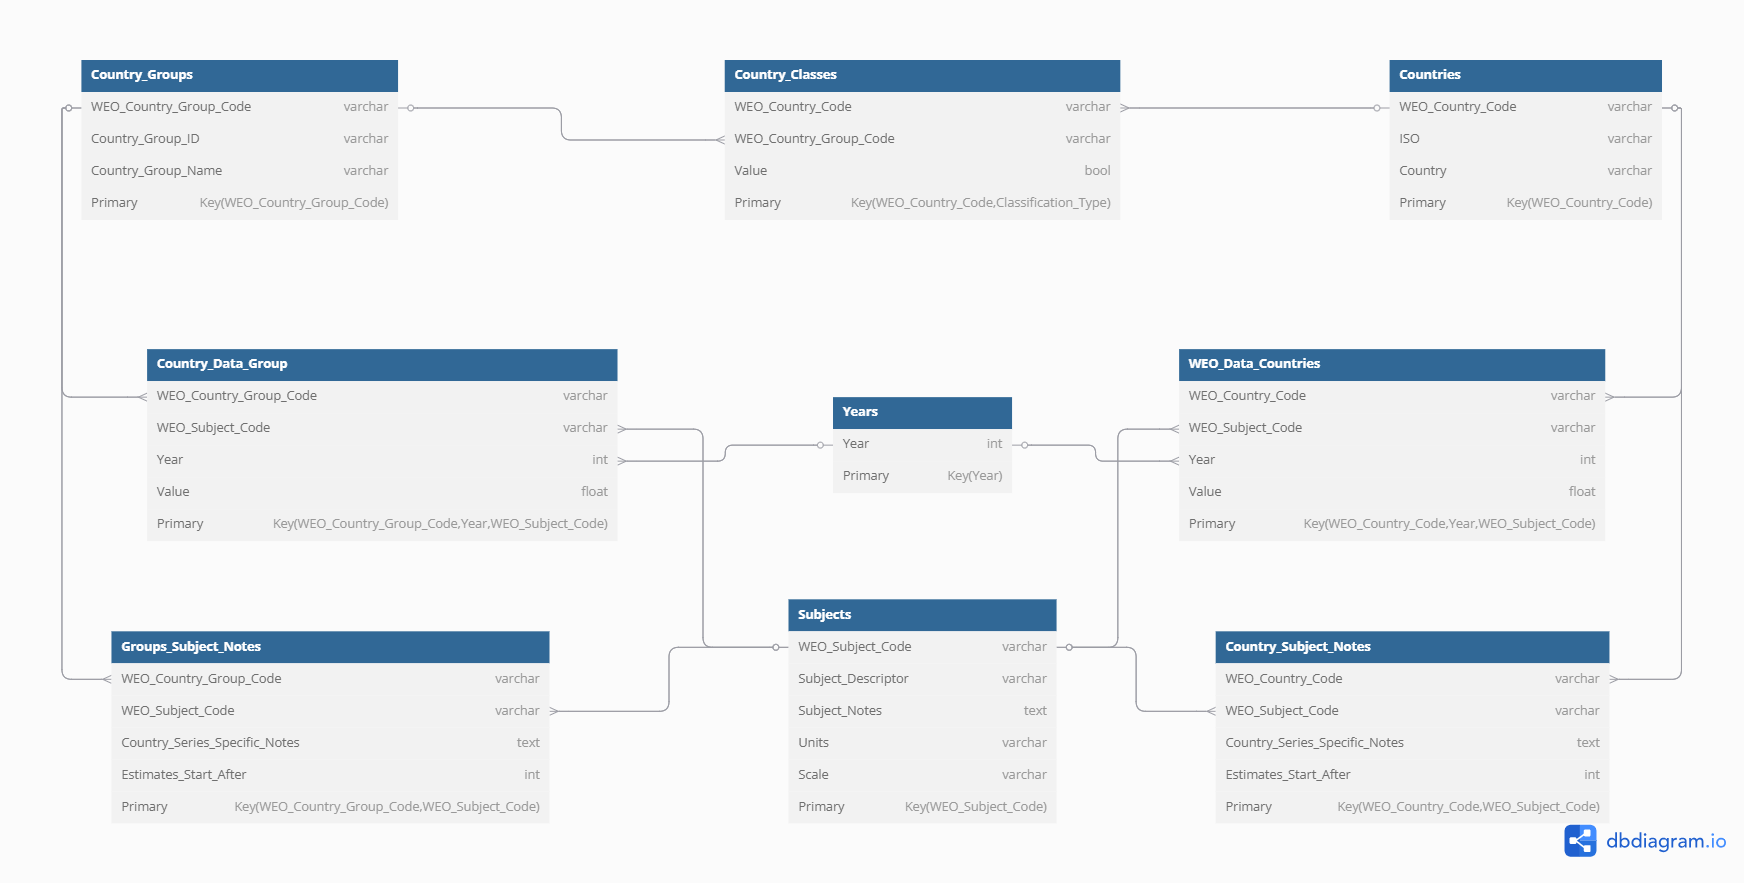 Country_Groups
WEO_Country_Group_Code varchar
Country_Group_ID varchar
Country_Group_Name varchar
Primary Key(WEO_Country_Group_Code)
Country_Classes
WEO_Country_Code varchar
WEO_Country_Group_Code varchar
Value bool
Primary Key(WEO_Country_Code,Classification_Type)
Countries
WEO_Country_Code varchar
ISO varchar
Country varchar
Primary Key(WEO_Country_Code)
Country_Data_Group
WEO_Country_Group_Code varchar
WEO_Subject_Code varchar
Year int
Value float
Primary Key(WEO_Country_Group_Code,Year,WEO_Subject_Code)
Years
Year int
Primary Key(Year)
WEO_Data_Countries
WEO_Country_Code varchar
WEO_Subject_Code varchar
Year int
Value float
Primary Key(WEO_Country_Code,Year,WEO_Subject_Code)
Groups_Subject_Notes
WEO_Country_Group_Code varchar
WEO_Subject_Code varchar
Country_Series_Specific_Notes text
Estimates_Start_After int
Primary Key(WEO_Country_Group_Code,WEO_Subject_Code)
Subjects
WEO_Subject_Code varchar
Subject_Descriptor varchar
Subject_Notes text
Units varchar
Scale varchar
Primary Key(WEO_Subject_Code)
Country_Subject_Notes
WEO_Country_Code varchar
WEO_Subject_Code varchar
Country_Series_Specific_Notes text
Estimates_Start_After int
Primary Key(WEO_Country_Code,WEO_Subject_Code)
dbdiagram.io